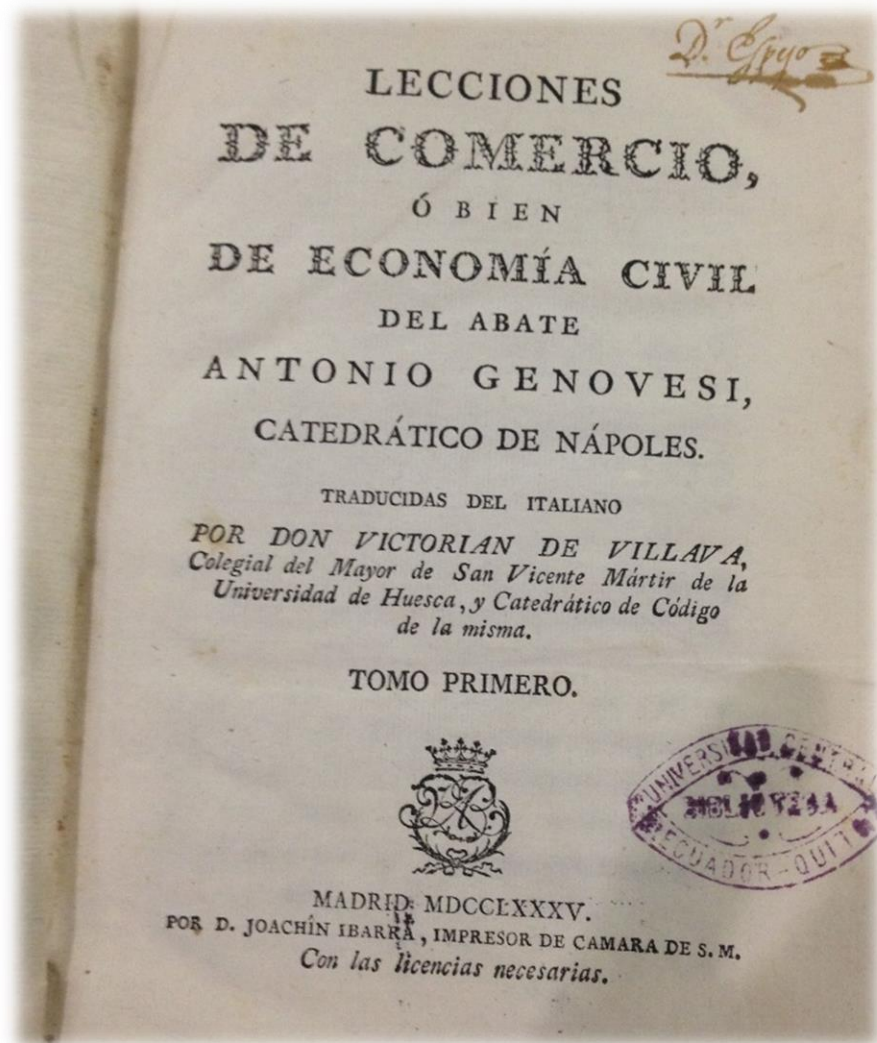 Dr. Espejo
LECCIONES
DE COMERCIO,
Ó BIEN
DE ECONOMÍA CIVIL
DEL ABATE
ANTONIO GENOVESI,
CATEDRÁTICO DE NÁPOLES.
TRADUCIDAS DEL ITALIANO
POR DON VICTORIAN DE VILLAVA,
Colegial del Mayor de San Vicente Mártir de la
Universidad de Huesca, y Catedrático de Código
de la misma.
TOMO PRIMERO.
UNIVERSIDAD CENTRAL
BIBLIOTECA
ECUADOR-QUITO
MADRID: MDCCLXXXV.
POR D. JOACHÎN IBARRA, IMPRESOR DE CAMARA DE S. M.
Con las licencias necesarias.